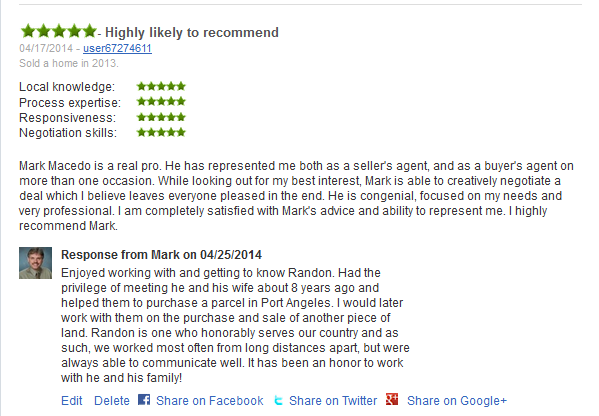 - Highly likely to recommend
04/17/2014 - user67274611
Sold a home in 2013.
Local knowledge:
Process expertise:
Responsiveness:
Negotiation skills:
Mark Macedo is a real pro. He has represented me both as a seller's agent, and as a buyer's agent on
more than one occasion. While looking out for my best interest, Mark is able to creatively negotiate a
deal which I believe leaves everyone pleased in the end. He is congenial, focused on my needs and
very professional. I am completely satisfied with Mark's advice and ability to represent me. I highly
recommend Mark.
Response from Mark on 04/25/2014
Enjoyed working with and getting to know Randon. Had the
privilege of meeting he and his wife about 8 years ago and
helped them to purchase a parcel in Port Angeles. I would later
work with them on the purchase and sale of another piece of
land. Randon is one who honorably serves our country and as
such, we worked most often from long distances apart, but were
always able to communicate well. It has been an honor to work
with he and his family!
Edit Delete Share on Facebook Share on Twitter Share on Google+